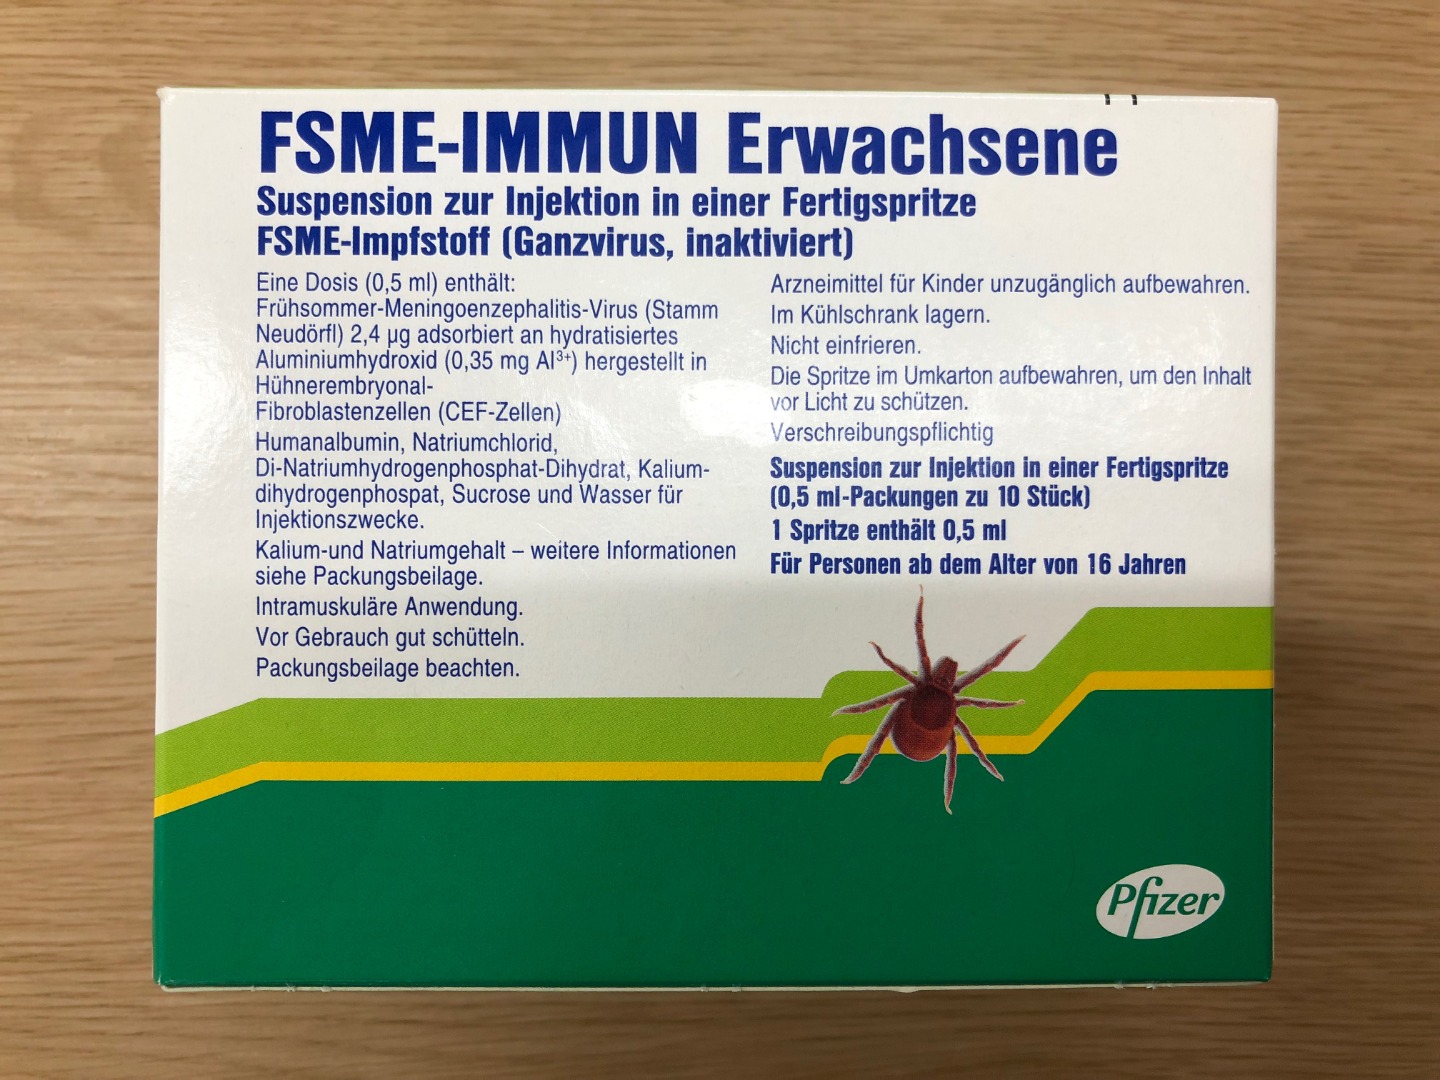 FSME-IMMUN Erwachsene
Suspension zur Injektion in einer Fertigspritze
FSME-Impfstoff (Ganzvirus, inaktiviert)
Eine Dosis (0,5 ml) enthält:
Frühsommer-Meningoenzephalitis-Virus (Stamm
Neudörfl) 2,4 µg adsorbiert an hydratisiertes
Aluminiumhydroxid (0,35 mg Al³⁺) hergestellt in
Hühnerembryonal-
Fibroblastenzellen (CEF-Zellen)
Humanalbumin, Natriumchlorid,
Di-Natriumhydrogenphosphat-Dihydrat, Kalium-
dihydrogenphospat, Sucrose und Wasser für
Injektionszwecke.
Kalium-und Natriumgehalt – weitere Informationen
siehe Packungsbeilage.
Intramuskuläre Anwendung.
Vor Gebrauch gut schütteln.
Packungsbeilage beachten.
Arzneimittel für Kinder unzugänglich aufbewahren.
Im Kühlschrank lagern.
Nicht einfrieren.
Die Spritze im Umkarton aufbewahren, um den Inhalt
vor Licht zu schützen.
Verschreibungspflichtig
Suspension zur Injektion in einer Fertigspritze
(0,5 ml-Packungen zu 10 Stück)
1 Spritze enthält 0,5 ml
Für Personen ab dem Alter von 16 Jahren
Pfizer